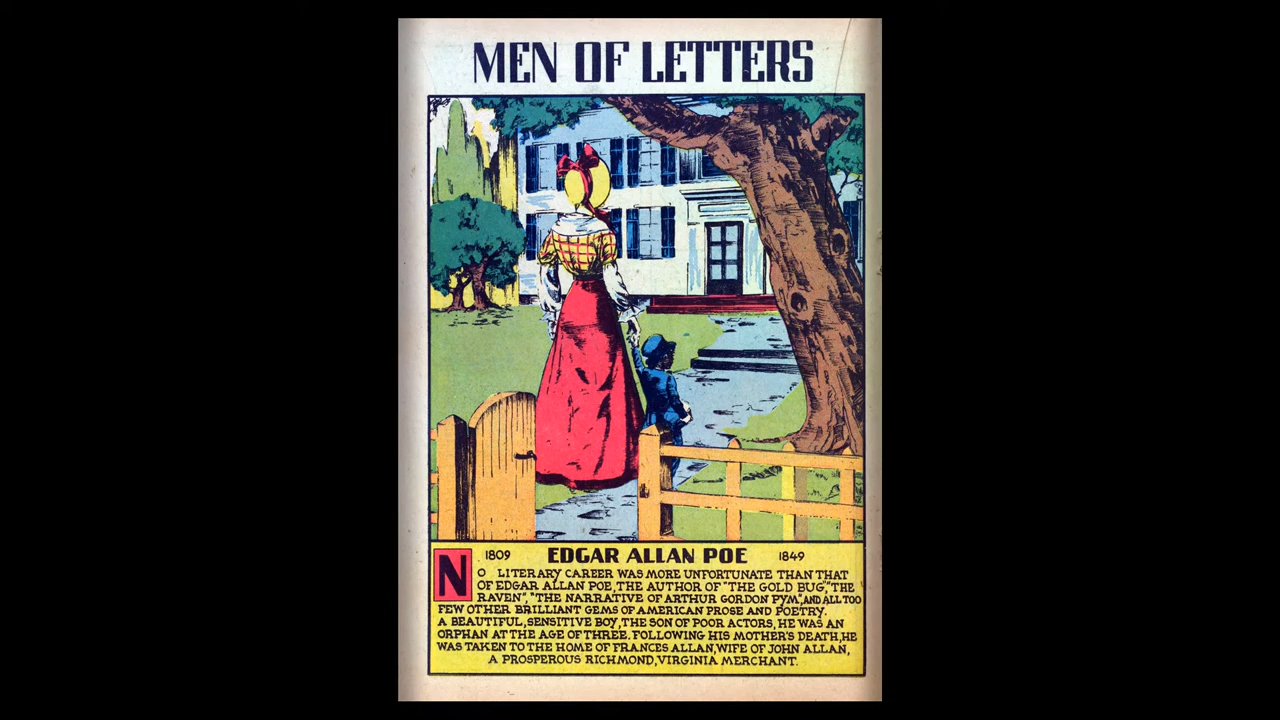 MEN OF LETTERS
1809 EDGAR ALLAN POE 1849
NO LITERARY CAREER WAS MORE UNFORTUNATE THAN THAT
OF EDGAR ALLAN POE, THE AUTHOR OF "THE GOLD BUG", "THE
RAVEN", "THE NARRATIVE OF ARTHUR GORDON PYM", AND ALL TOO
FEW OTHER BRILLIANT GEMS OF AMERICAN PROSE AND POETRY.
A BEAUTIFUL, SENSITIVE BOY, THE SON OF POOR ACTORS, HE WAS AN
ORPHAN AT THE AGE OF THREE. FOLLOWING HIS MOTHER'S DEATH, HE
WAS TAKEN TO THE HOME OF FRANCES ALLAN, WIFE OF JOHN ALLAN,
A PROSPEROUS RICHMOND, VIRGINIA MERCHANT.